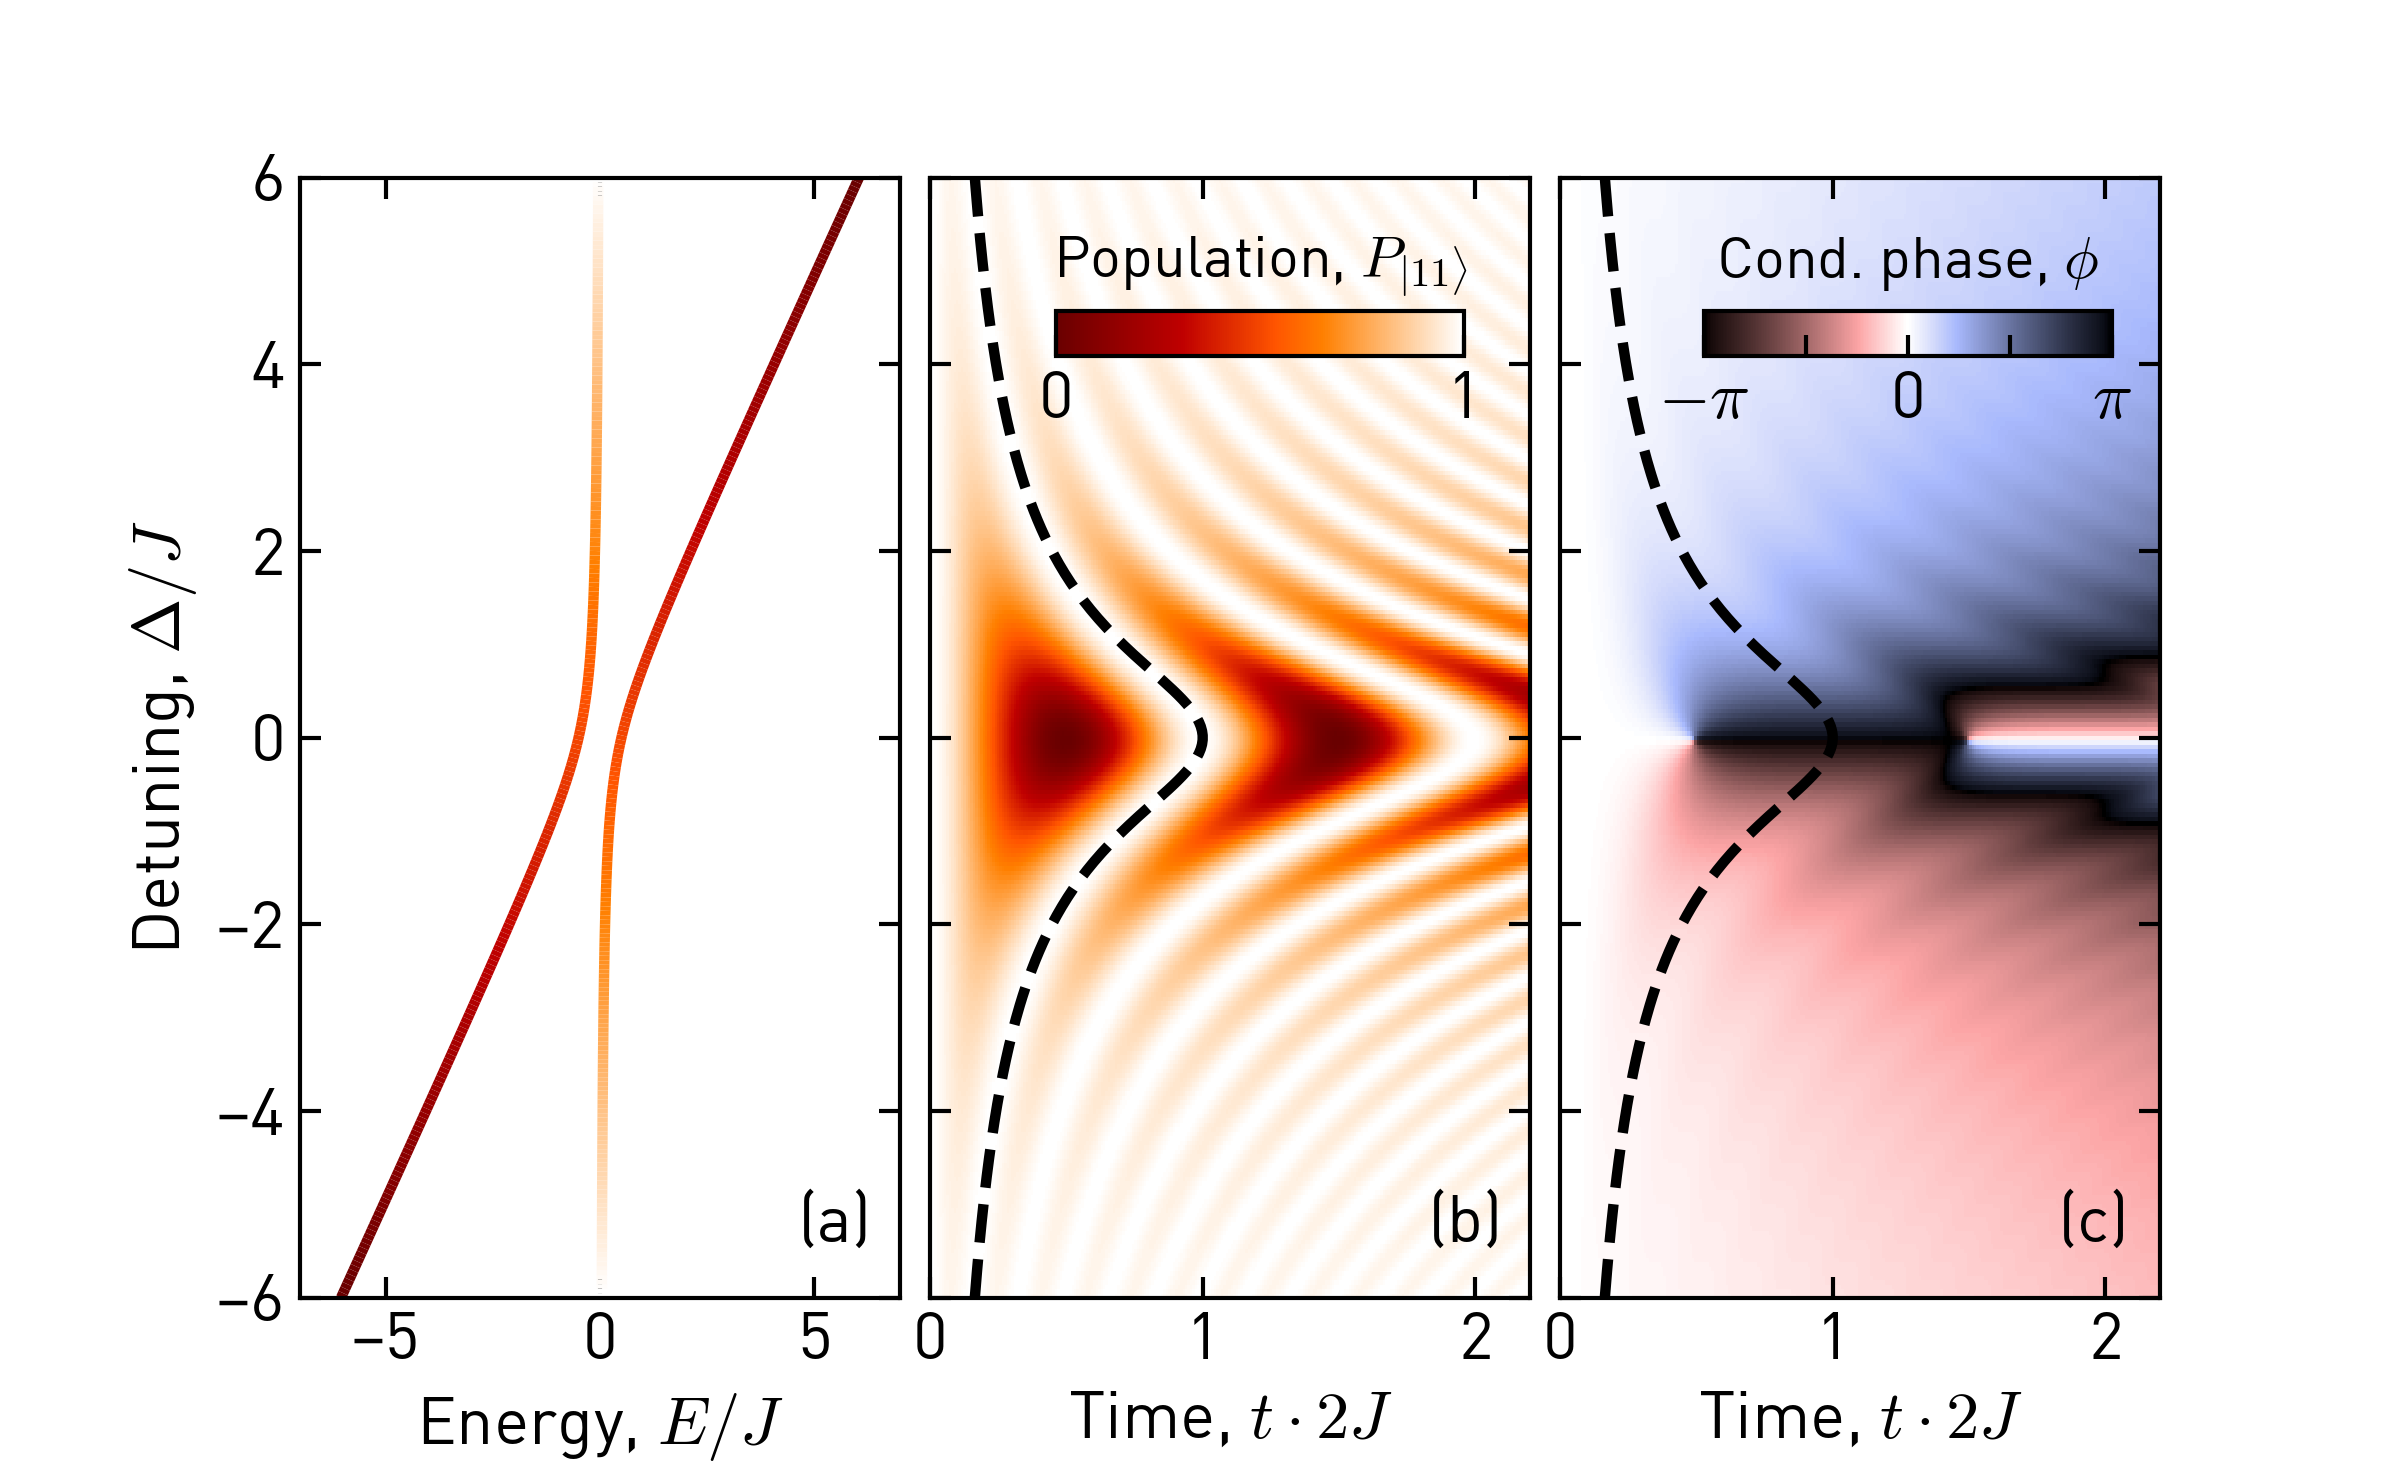 6
4
2
0
−2
−4
−6
Detuning, Δ/J
−5 0 5
Energy, E/J
(a)
Population, P|11⟩
0 1
0 1 2
Time, t · 2J
(b)
Cond. phase, ϕ
−π 0 π
0 1 2
Time, t · 2J
(c)